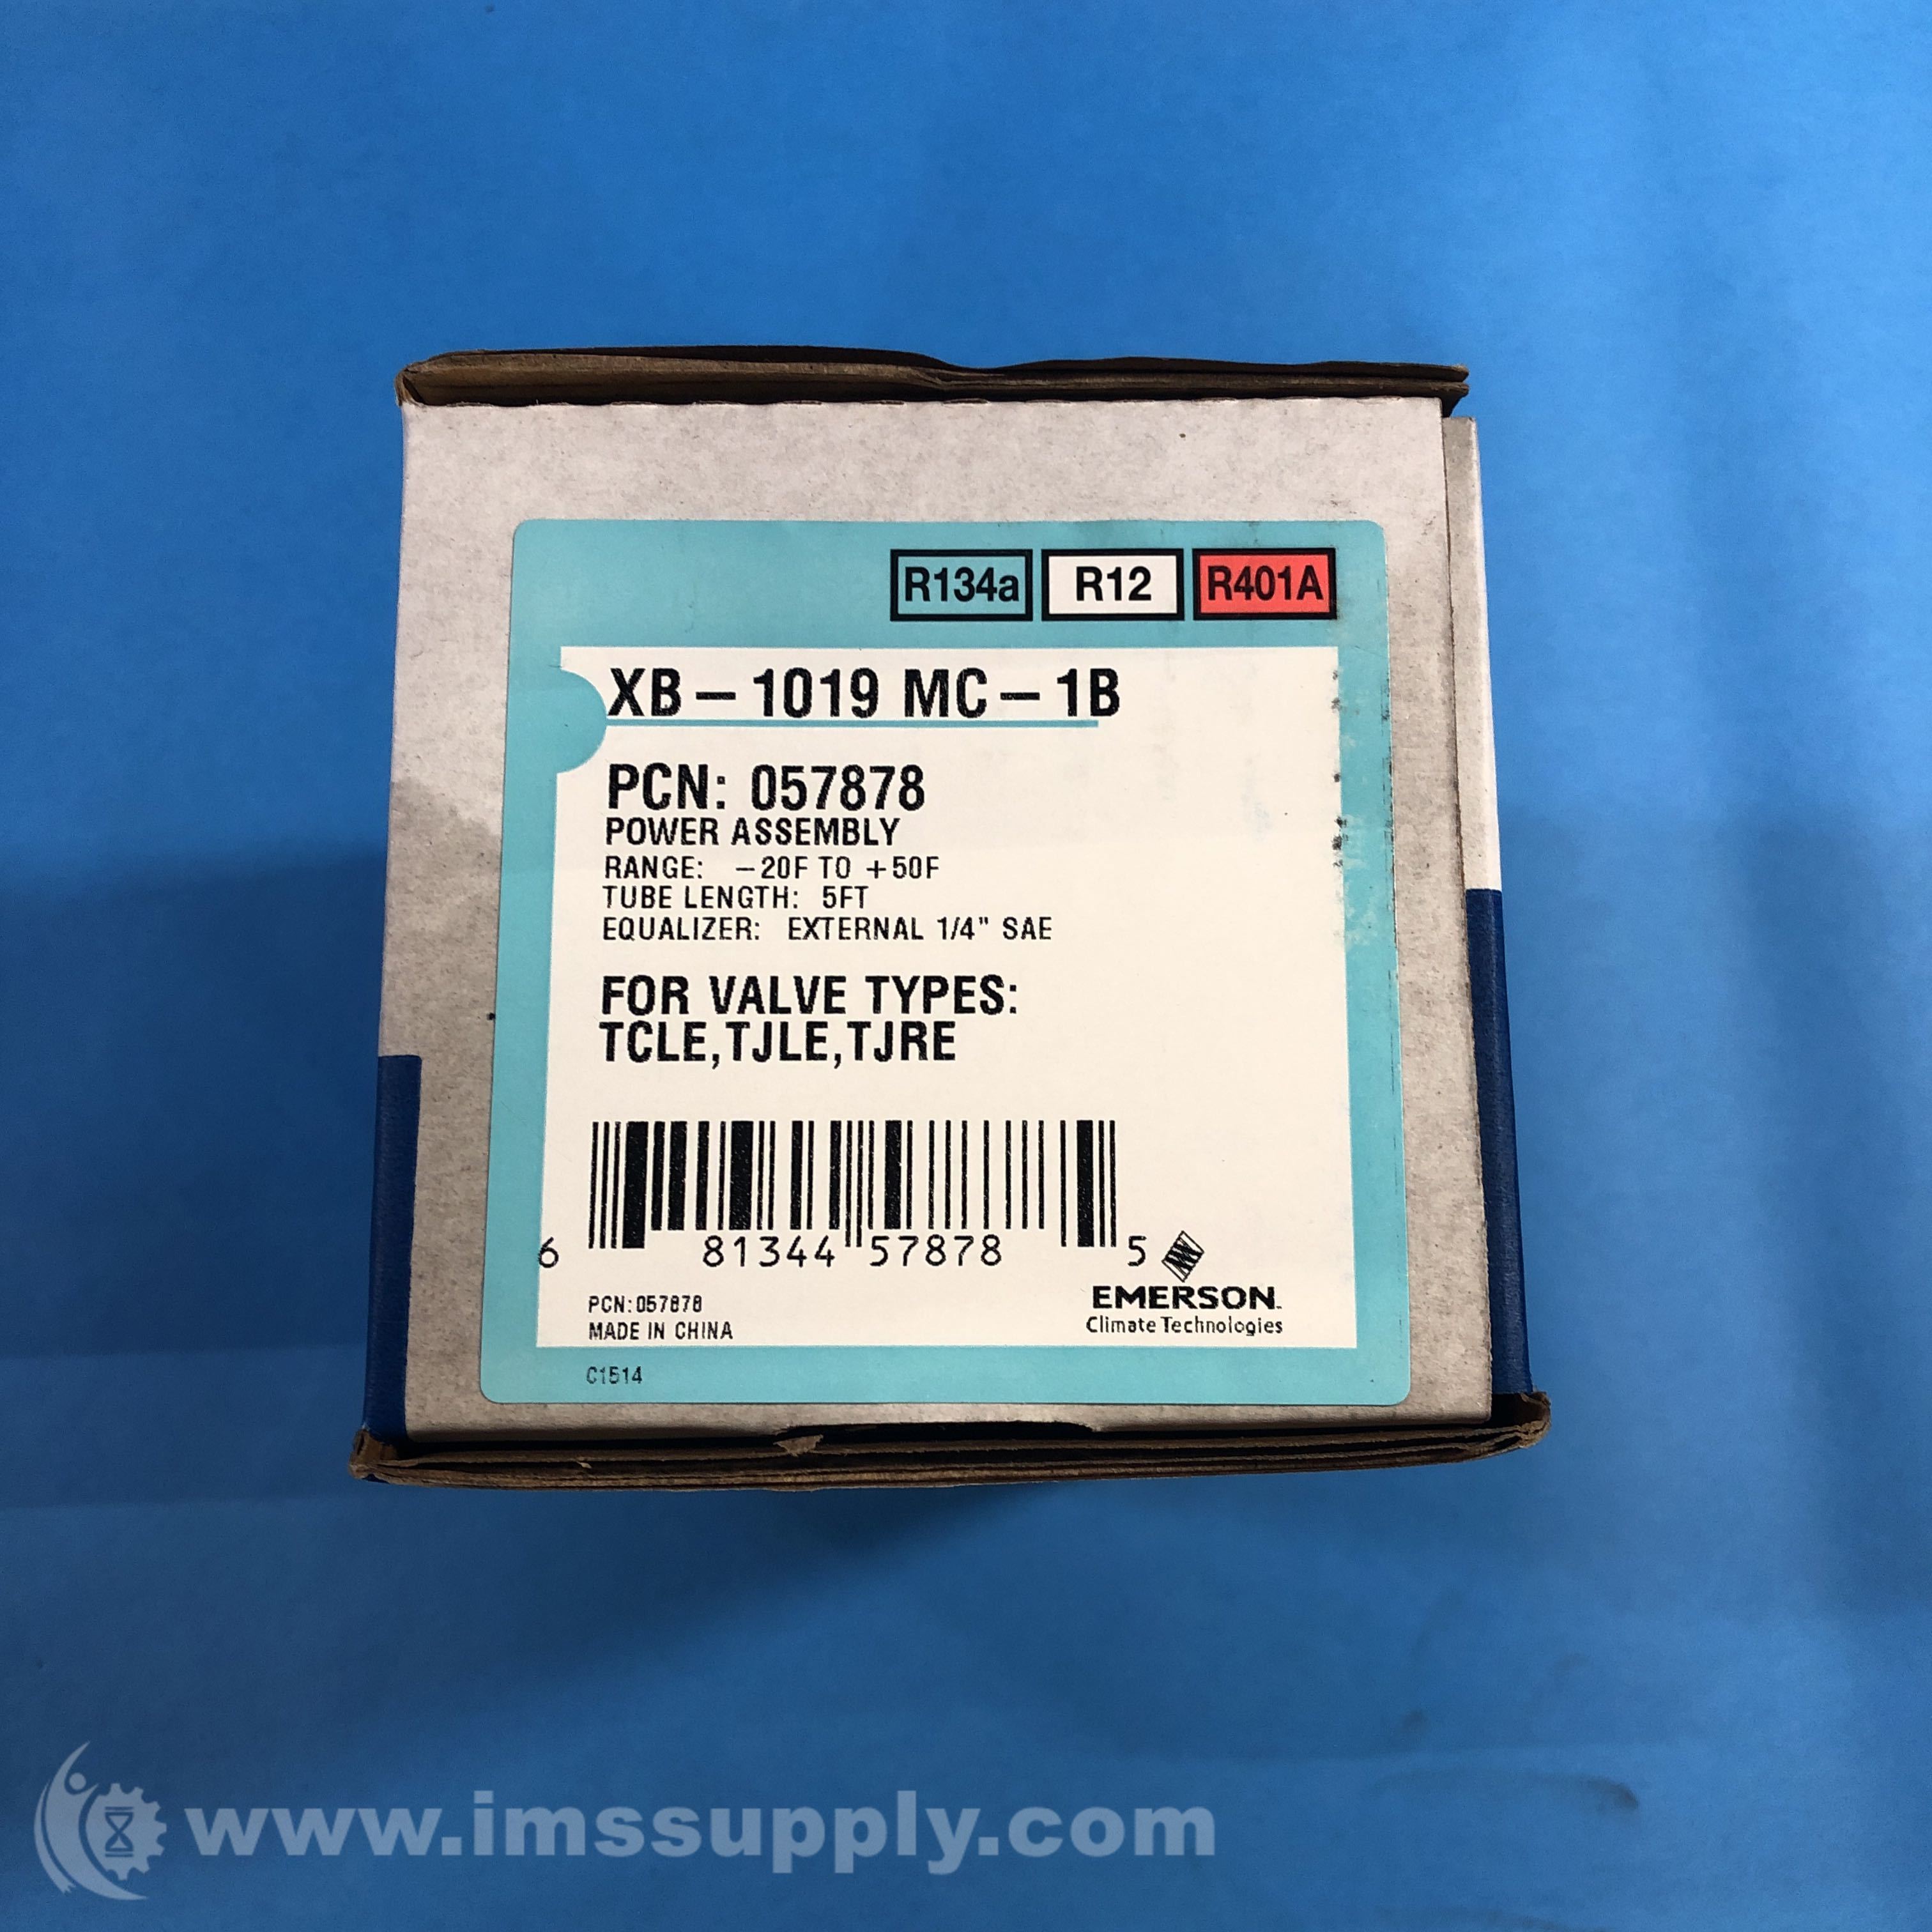 R134a R12 R401A
XB-1019 MC-1B
PCN: 057878
POWER ASSEMBLY
RANGE: -20F TO +50F
TUBE LENGTH: 5FT
EQUALIZER: EXTERNAL 1/4" SAE
FOR VALVE TYPES:
TCLE,TJLE,TJRE
6 81344 57878 5
EMERSON
Climate Technologies
PCN:057878
MADE IN CHINA
C1514
www.imssupply.com